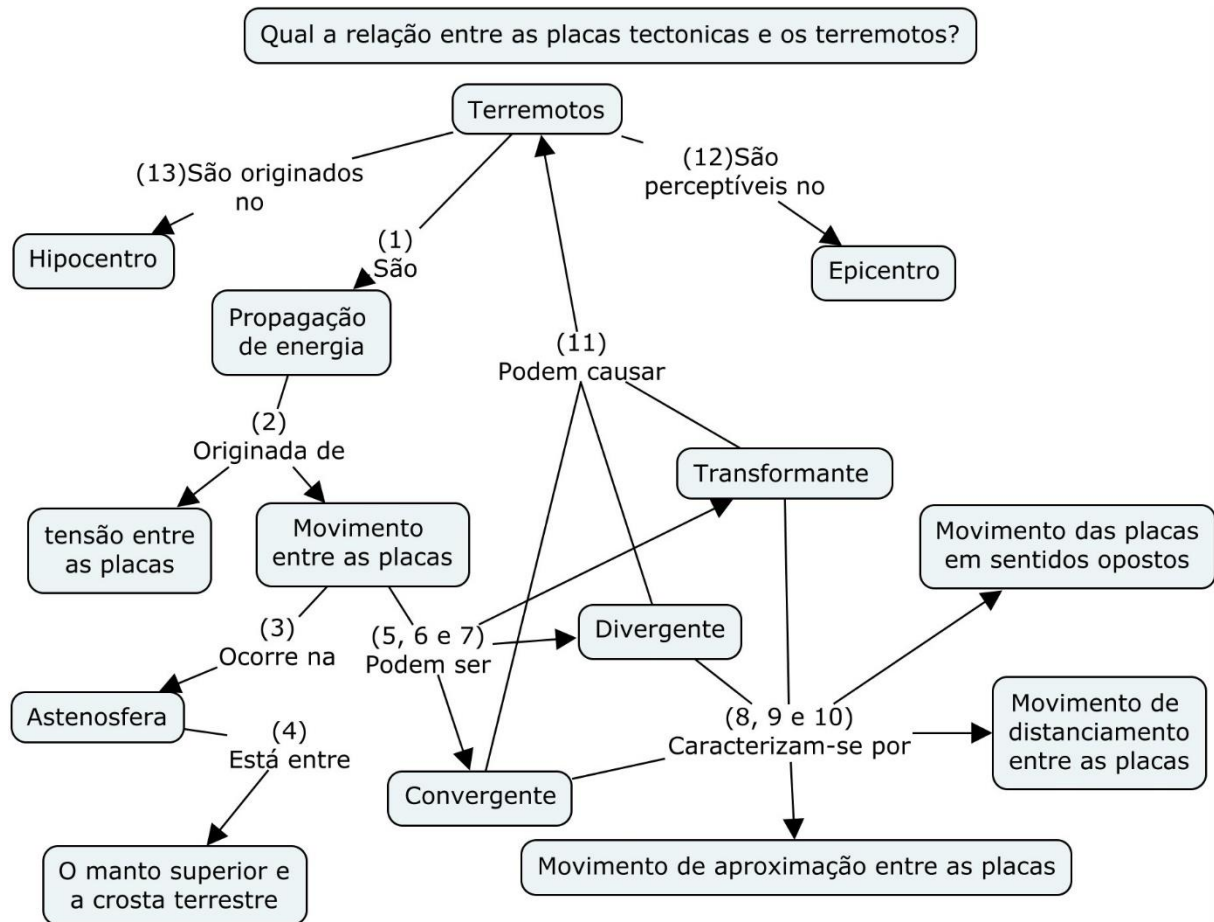 Qual a relação entre as placas tectonicas e os terremotos?
Terremotos
(13)São originados
no
(12)São
perceptíveis no
Hipocentro
(1)
São
Epicentro
Propagação
de energia
(11)
Podem causar
(2)
Originada de
Transformante
tensão entre
as placas
Movimento
entre as placas
Movimento das placas
em sentidos opostos
(3)
Ocorre na
(5, 6 e 7)
Podem ser
Divergente
Astenosfera
(4)
Está entre
(8, 9 e 10)
Caracterizam-se por
Movimento de
distanciamento
entre as placas
Convergente
O manto superior e
a crosta terrestre
Movimento de aproximação entre as placas